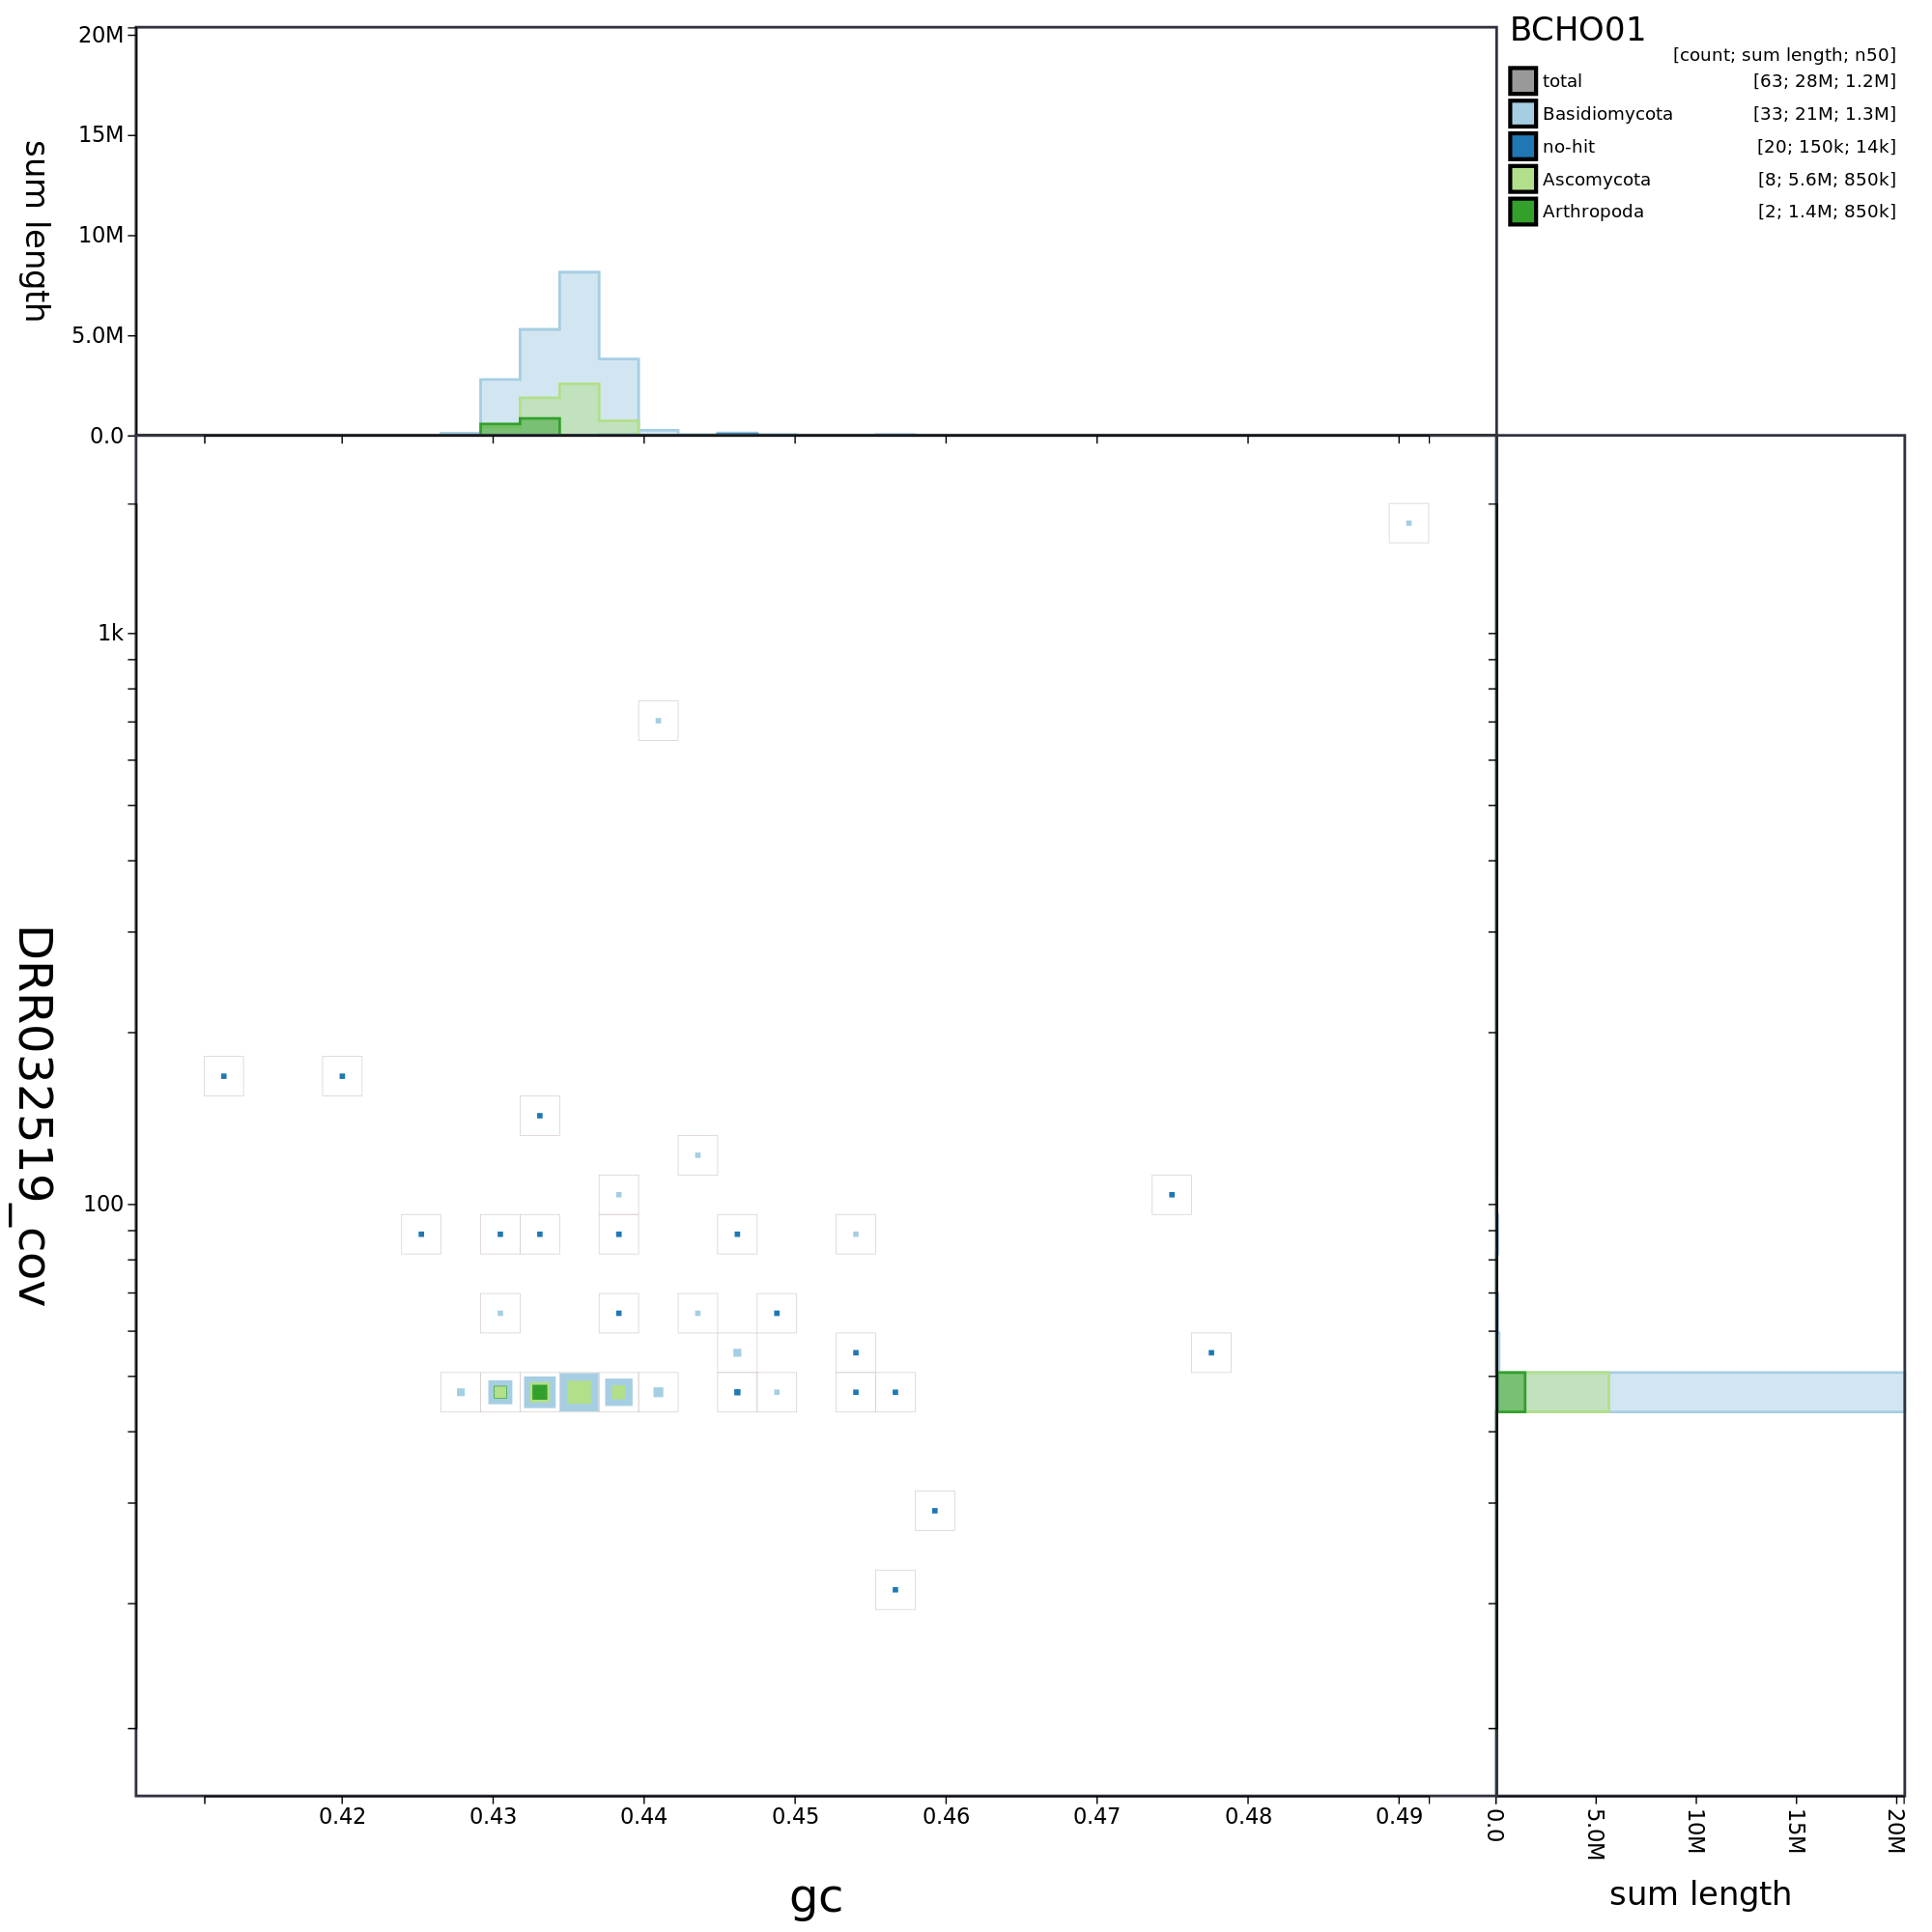 BCHO01
[count; sum length; n50]
total [63; 28M; 1.2M]
Basidiomycota [33; 21M; 1.3M]
no-hit [20; 150k; 14k]
Ascomycota [8; 5.6M; 850k]
Arthropoda [2; 1.4M; 850k]
sum length
20M
15M
10M
5.0M
0.0
DRR032519_cov
1k
100
0.42 0.43 0.44 0.45 0.46 0.47 0.48 0.49
gc
0.0 5.0M 10M 15M 20M
sum length